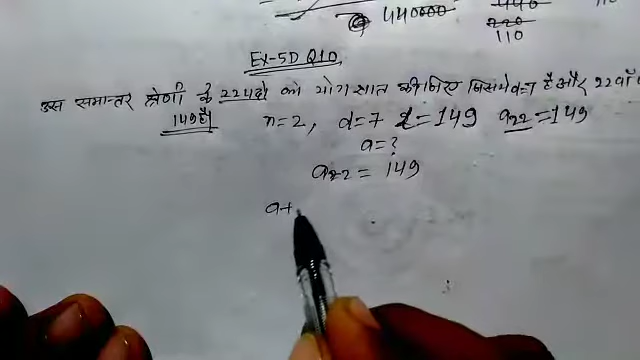 440000
220
110
Ex-5D Q10
उस समान्तर श्रेणी के 22 पदों का योग ज्ञात कीजिए जिसमें d=7 है और 22वाँ
149 है।
n=2, d=7 l=149 a22=149
a=?
a22 = 149
a+